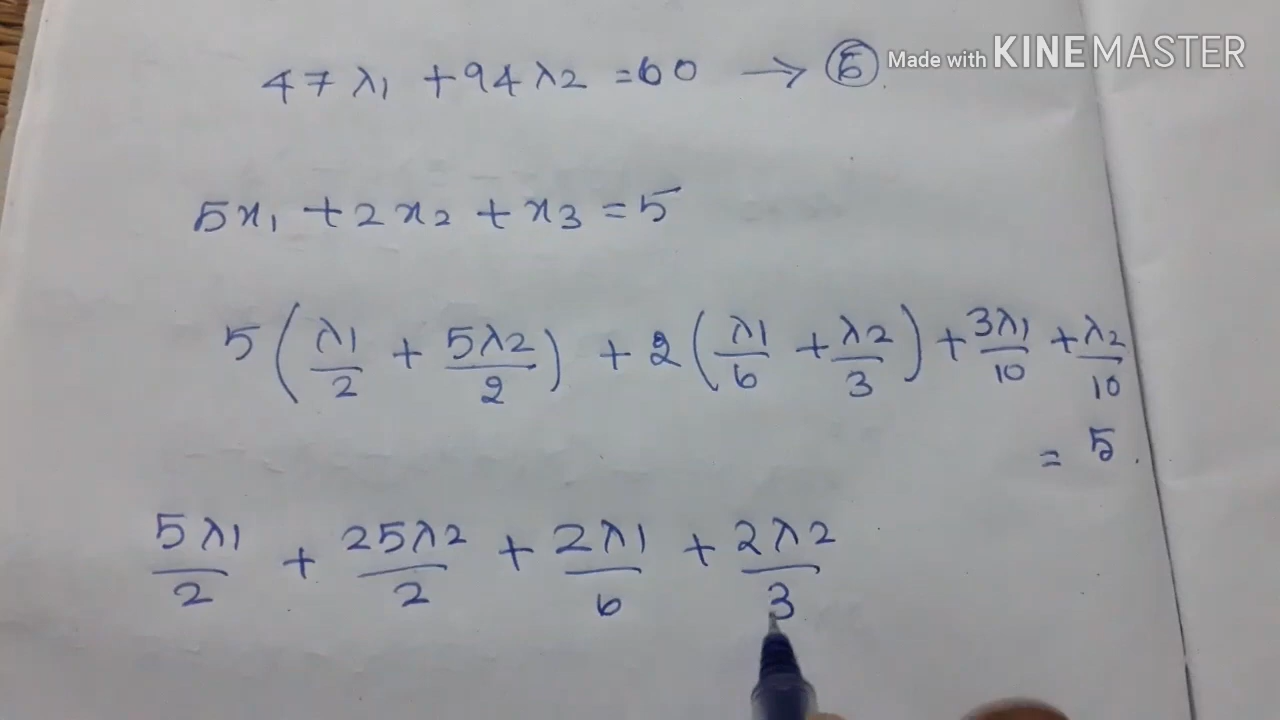 47λ1 + 94λ2 = 60 → ⑤.
Made with KINEMASTER
5x1 + 2x2 + x3 = 5
5(λ1/2 + 5λ2/2) + 2(λ1/6 + λ2/3) + 3λ1/10 + λ2/10
= 5.
5λ1/2 + 25λ2/2 + 2λ1/6 + 2λ2/3